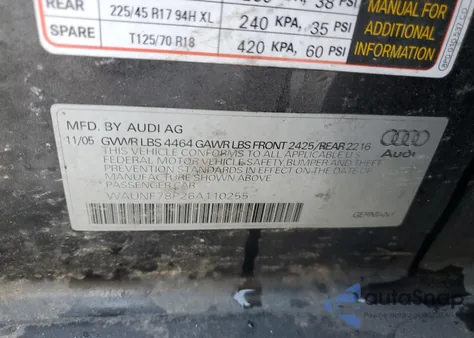 38 PSI
REAR 225/45 R17 94H XL 240 KPA, 35 PSI
SPARE T125/70 R18 420 KPA, 60 PSI
MANUAL FOR
ADDITIONAL
INFORMATION
MFD. BY AUDI AG
11/05 GVWR LBS 4464 GAWR LBS FRONT 2425/REAR 2216
THIS VEHICLE CONFORMS TO ALL APPLICABLE U.S.
FEDERAL MOTOR VEHICLE SAFETY, BUMPER AND THEFT
PREVENTION STANDARDS IN EFFECT ON THE DATE OF
MANUFACTURE SHOWN ABOVE
PASSENGER CAR
WAUNF78P26A110255
Audi
GERMANY
autoSnap